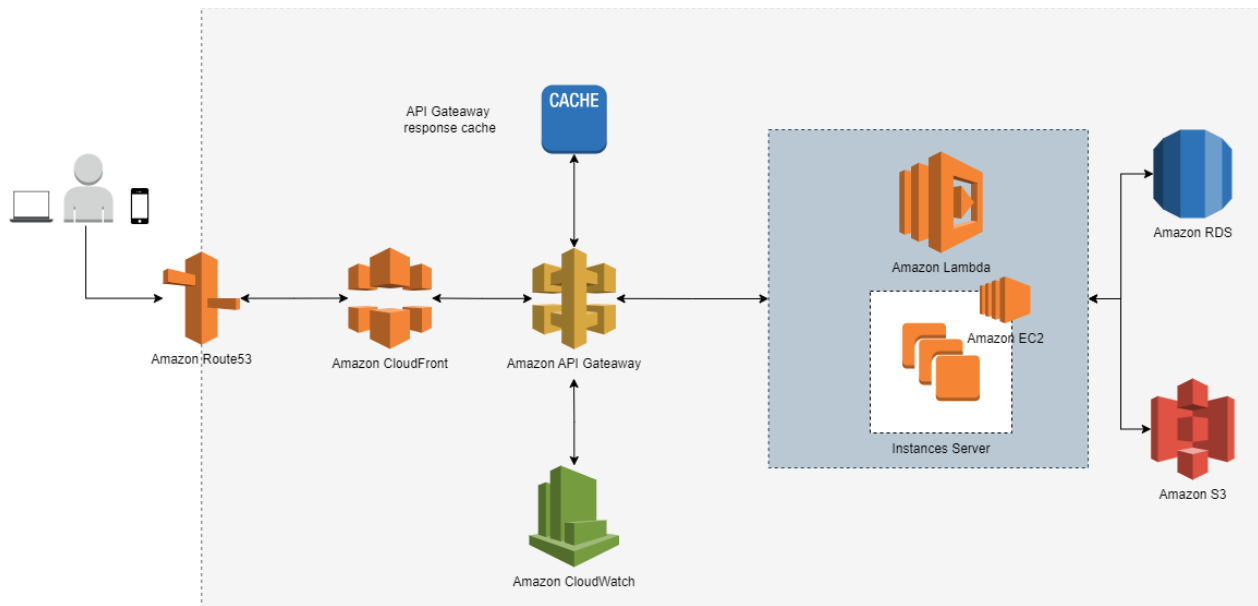 CACHE
API Gateaway
response cache
Amazon RDS
Amazon Lambda
Amazon EC2
Amazon Route53
Amazon CloudFront
Amazon API Gateaway
Instances Server
Amazon S3
Amazon CloudWatch